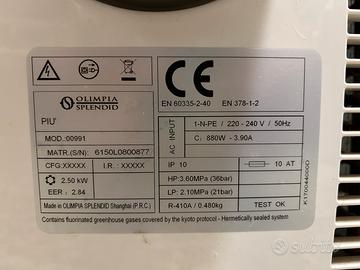 OLIMPIA
SPLENDID
PIU'
MOD.:00991
MATR.(S/N): 6150L0800877
CFG:XXXXX I.R.: XXXXX
2.50 kW
EER : 2.84
Made in OLIMPIA SPLENDID Shanghai (P.R.C.)
CE
EN 60335-2-40 EN 378-1-2
AC INPUT
1-N-PE / 220 - 240 V / 50Hz
C: 880W - 3.90A
IP 10
10 AT
HP:3.60MPa (36bar)
LP: 2.10MPa (21bar)
R-410A / 0.480kg
TEST OK
K1T0044000O
Contains fluorinated greenhouse gases covered by the kyoto protocol - Hermetically sealed system
subito